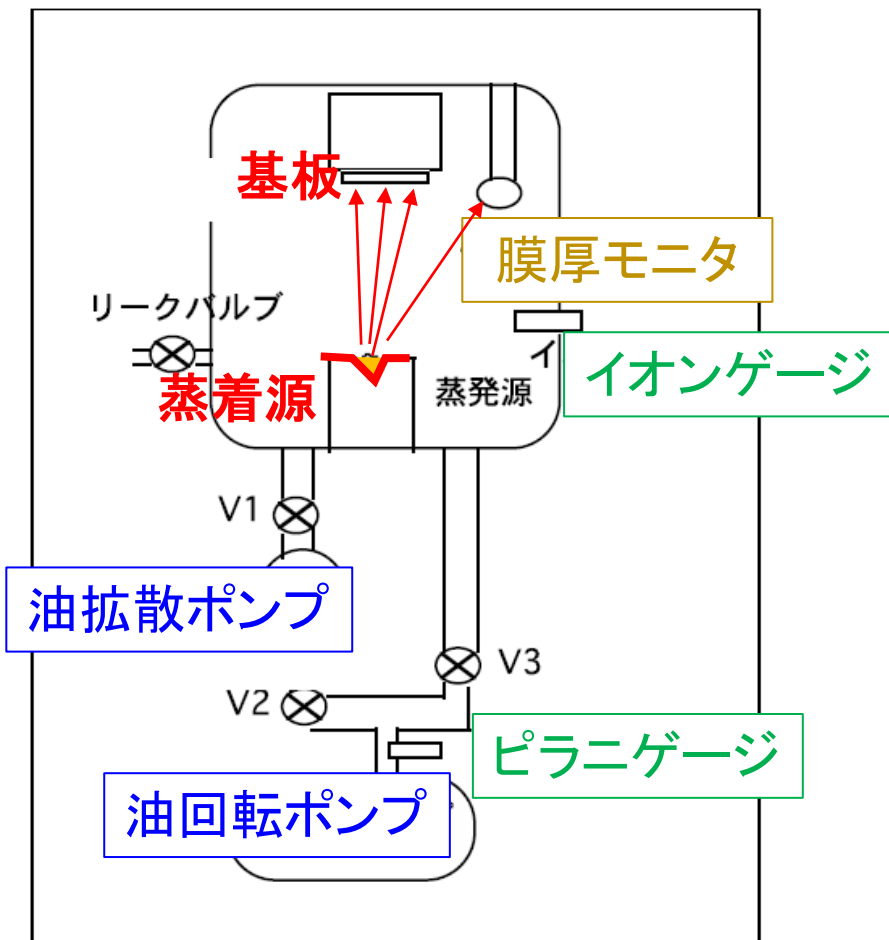 基板
膜厚モニタ
リークバルブ
イ
イオンゲージ
蒸着源
蒸発源
V1
油拡散ポンプ
V3
V2
ピラニゲージ
油回転ポンプ